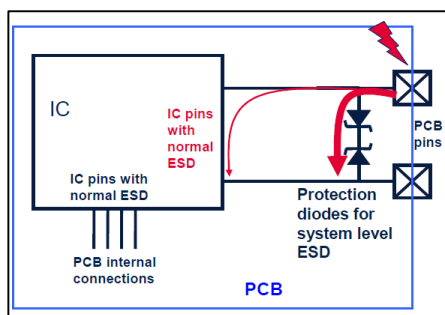 IC
IC pins with
normal ESD
PCB internal
connections
IC pins
with
normal
ESD
PCB
pins
Protection
diodes for
system level
ESD
PCB